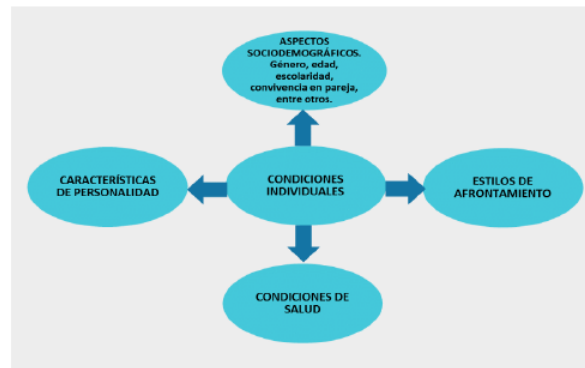 ASPECTOS
SOCIODEMOGRÁFICOS.
Género, edad,
escolaridad,
convivencia en pareja,
entre otros.
CARACTERÍSTICAS
DE PERSONALIDAD
CONDICIONES
INDIVIDUALES
ESTILOS DE
AFRONTAMIENTO
CONDICIONES DE
SALUD